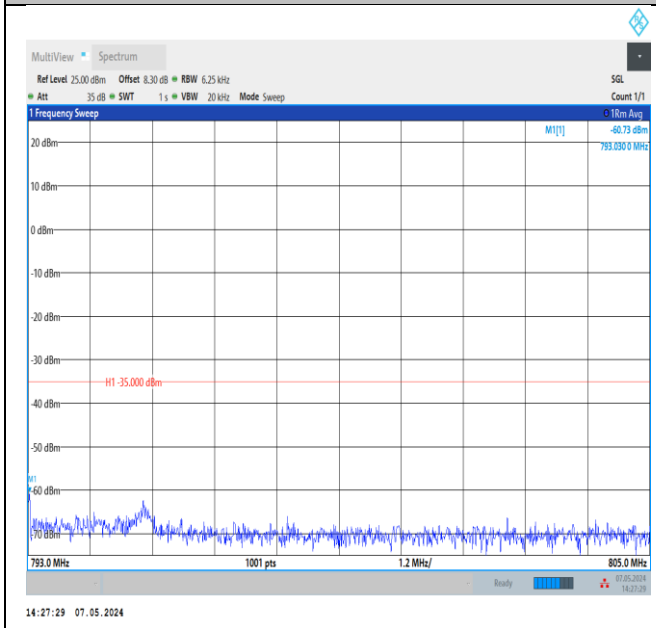 MultiView Spectrum
Ref Level 25.00 dBm Offset 8.30 dB RBW 6.25 kHz SGL
Att 35 dB SWT 1 s VBW 20 kHz Mode Sweep Count 1/1
1 Frequency Sweep 1Rm Avg
M1[1] -60.73 dBm
20 dBm 793.030 0 MHz
10 dBm
0 dBm
-10 dBm
-20 dBm
-30 dBm
H1 -35.000 dBm
-40 dBm
-50 dBm
M1
-60 dBm
-70 dBm
793.0 MHz 1001 pts 1.2 MHz/ 805.0 MHz
Ready 07.05.2024
14:27:29
14:27:29 07.05.2024